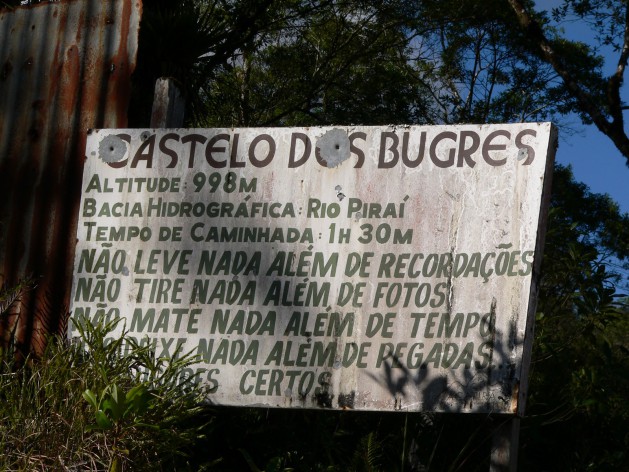 CASTELO DOS BUGRES
ALTITUDE: 998M
BACIA HIDROGRÁFICA: RIO PIRAÍ
TEMPO DE CAMINHADA: 1H 30M
NÃO LEVE NADA ALÉM DE RECORDAÇÕES
NÃO TIRE NADA ALÉM DE FOTOS
NÃO MATE NADA ALÉM DE TEMPO
NADA ALÉM DE PEGADAS
CERTOS